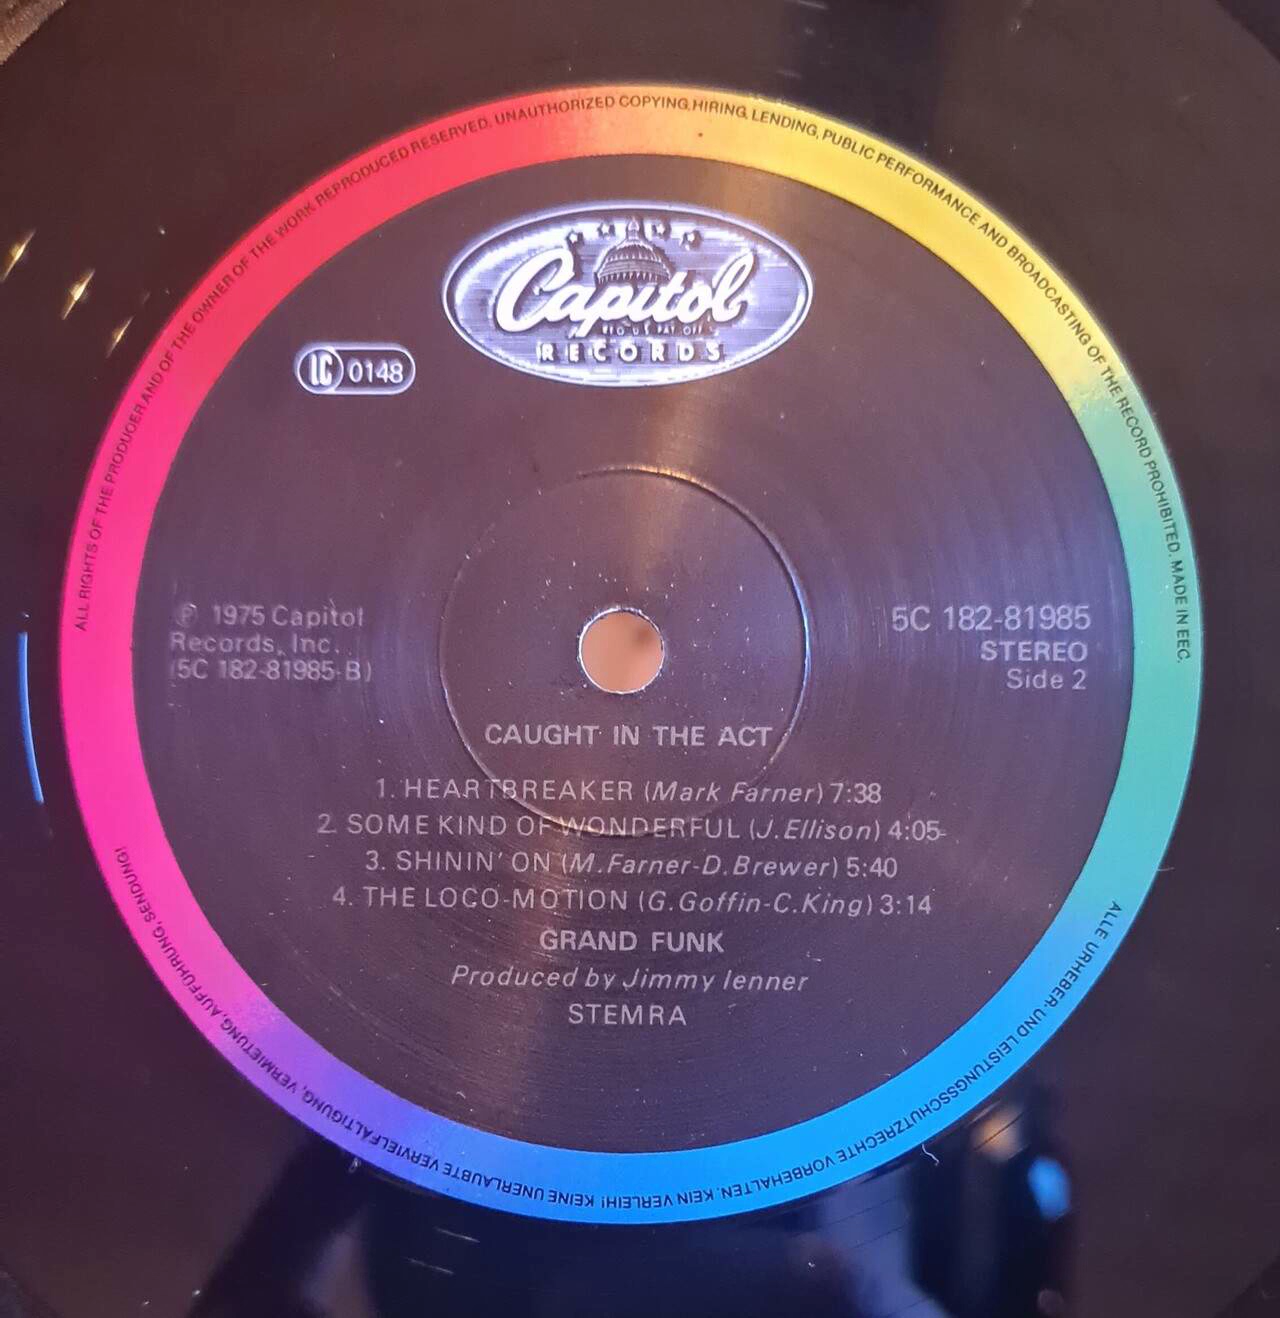 ALL RIGHTS OF THE PRODUCER AND OF THE OWNER OF THE WORK REPRODUCED RESERVED. UNAUTHORIZED COPYING, HIRING, LENDING, PUBLIC PERFORMANCE AND BROADCASTING OF THE RECORD PROHIBITED. MADE IN EEC.
Capitol
RECORDS
LC 0148
℗ 1975 Capitol
Records, Inc.
(5C 182-81985-B)
5C 182-81985
STEREO
Side 2
CAUGHT IN THE ACT
1. HEARTBREAKER (Mark Farner) 7:38
2. SOME KIND OF WONDERFUL (J.Ellison) 4:05
3. SHININ' ON (M.Farner-D.Brewer) 5:40
4. THE LOCO-MOTION (G.Goffin-C.King) 3:14
GRAND FUNK
Produced by Jimmy Ienner
STEMRA
ALLE URHEBER- UND LEISTUNGSSCHUTZRECHTE VORBEHALTEN. KEIN VERLEIH! KEINE UNERLAUBTE VERVIELFÄLTIGUNG, VERMIETUNG, AUFFÜHRUNG, SENDUNG!